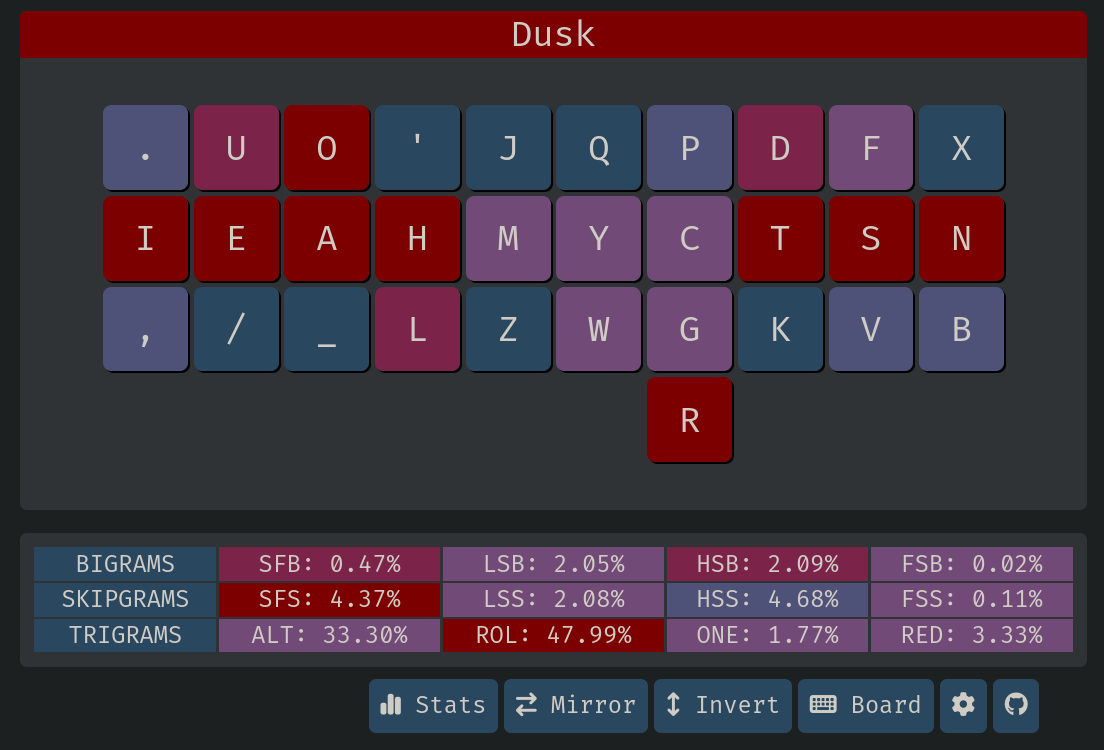 Dusk
. U O ' J Q P D F X
I E A H M Y C T S N
, / _ L Z W G K V B
R
BIGRAMS SFB: 0.47% LSB: 2.05% HSB: 2.09% FSB: 0.02%
SKIPGRAMS SFS: 4.37% LSS: 2.08% HSS: 4.68% FSS: 0.11%
TRIGRAMS ALT: 33.30% ROL: 47.99% ONE: 1.77% RED: 3.33%
Stats Mirror Invert Board